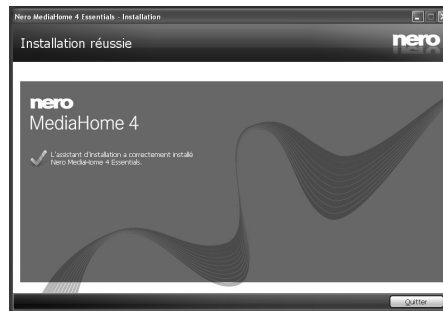 Nero MediaHome 4 Essentials - Installation
Installation réussie
nero
nero
MediaHome 4
L'assistant d'installation a correctement installé
Nero MediaHome 4 Essentials.
Quitter